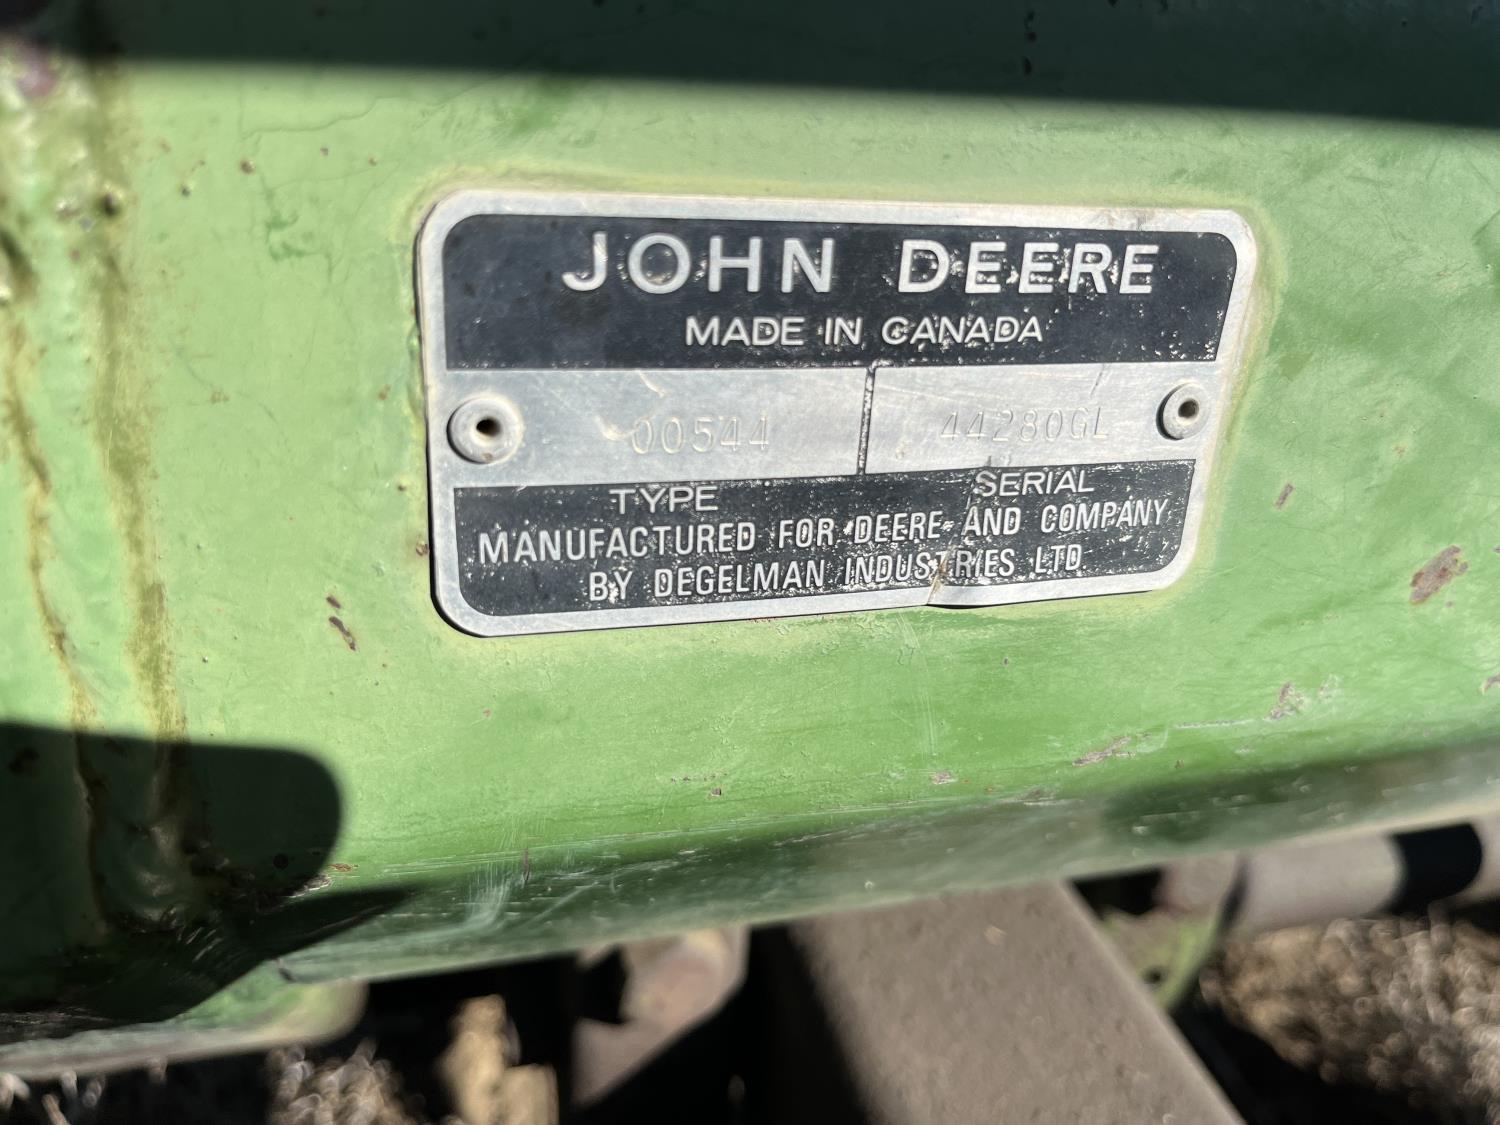 JOHN DEERE
MADE IN CANADA
00544 44280GL
TYPE SERIAL
MANUFACTURED FOR DEERE AND COMPANY
BY DEGELMAN INDUSTRIES LTD